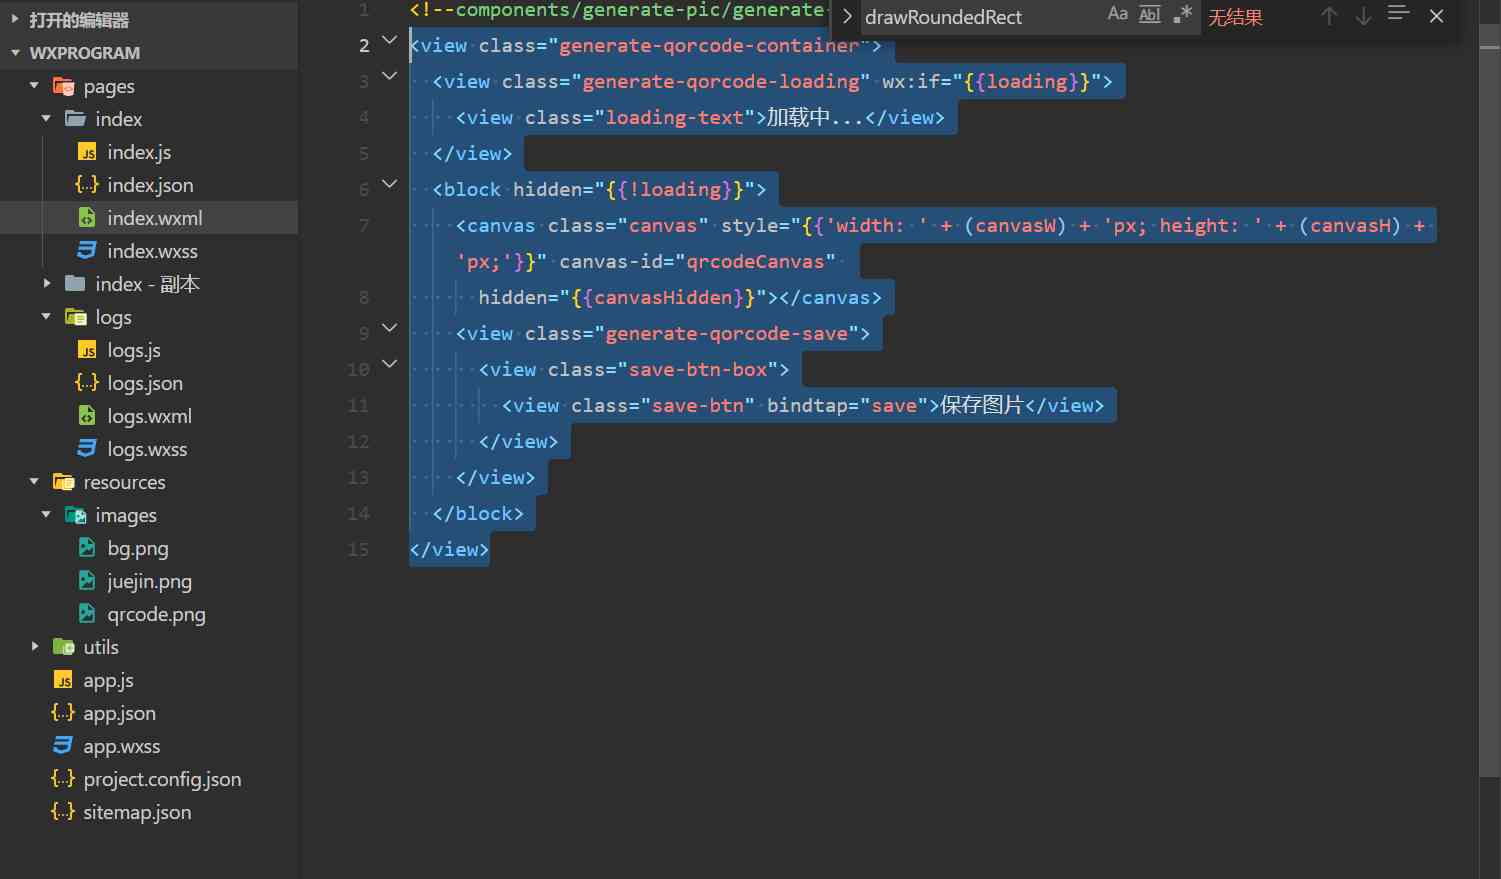 打开的编辑器
WXPROGRAM
pages
index
index.js
index.json
index.wxml
index.wxss
index - 副本
logs
logs.js
logs.json
logs.wxml
logs.wxss
resources
images
bg.png
juejin.png
qrcode.png
utils
app.js
app.json
app.wxss
project.config.json
sitemap.json
drawRoundedRect Aa Abl .* 无结果
1 <!--components/generate-pic/generate-
2 <view class="generate-qorcode-container">
3 <view class="generate-qorcode-loading" wx:if="{{loading}}">
4 <view class="loading-text">加载中...</view>
5 </view>
6 <block hidden="{{!loading}}">
7 <canvas class="canvas" style="{{'width: ' + (canvasW) + 'px; height: ' + (canvasH) +
'px;'}}" canvas-id="qrcodeCanvas"
8 hidden="{{canvasHidden}}"></canvas>
9 <view class="generate-qorcode-save">
10 <view class="save-btn-box">
11 <view class="save-btn" bindtap="save">保存图片</view>
12 </view>
13 </view>
14 </block>
15 </view>